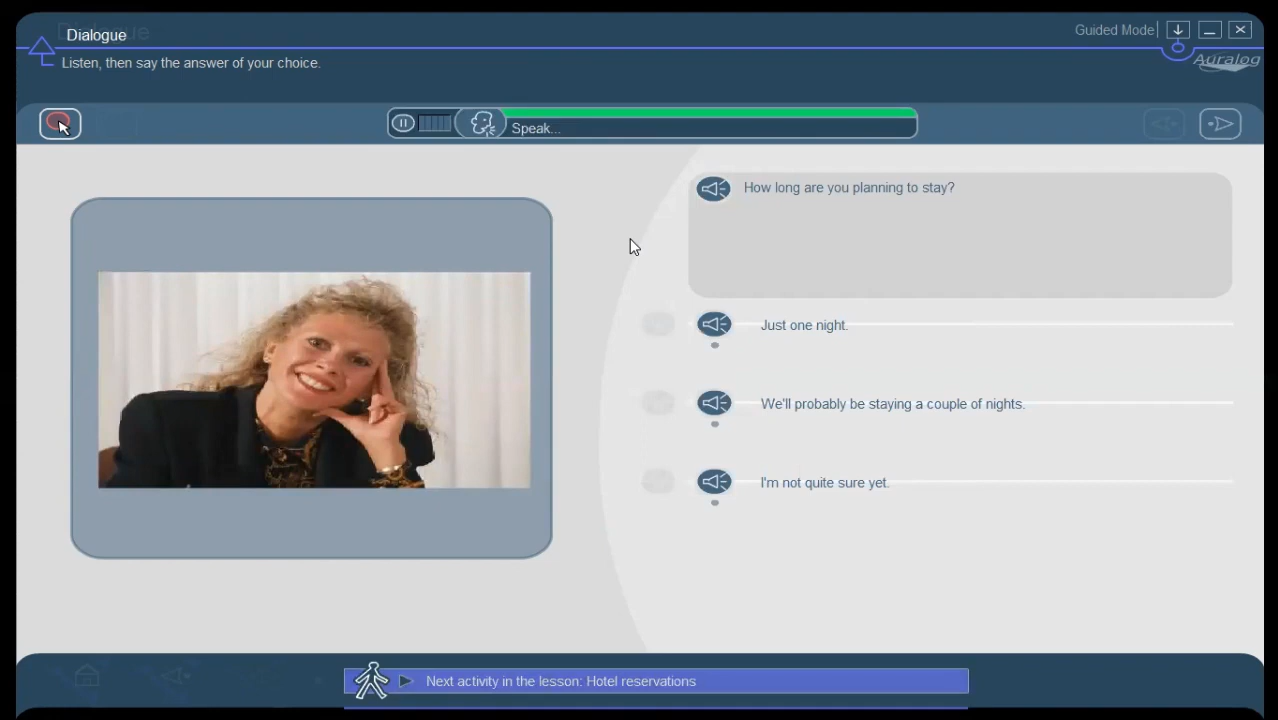 Dialogue
Guided Mode
Listen, then say the answer of your choice.
Auralog
Speak...
How long are you planning to stay?
Just one night.
We'll probably be staying a couple of nights.
I'm not quite sure yet.
Next activity in the lesson: Hotel reservations